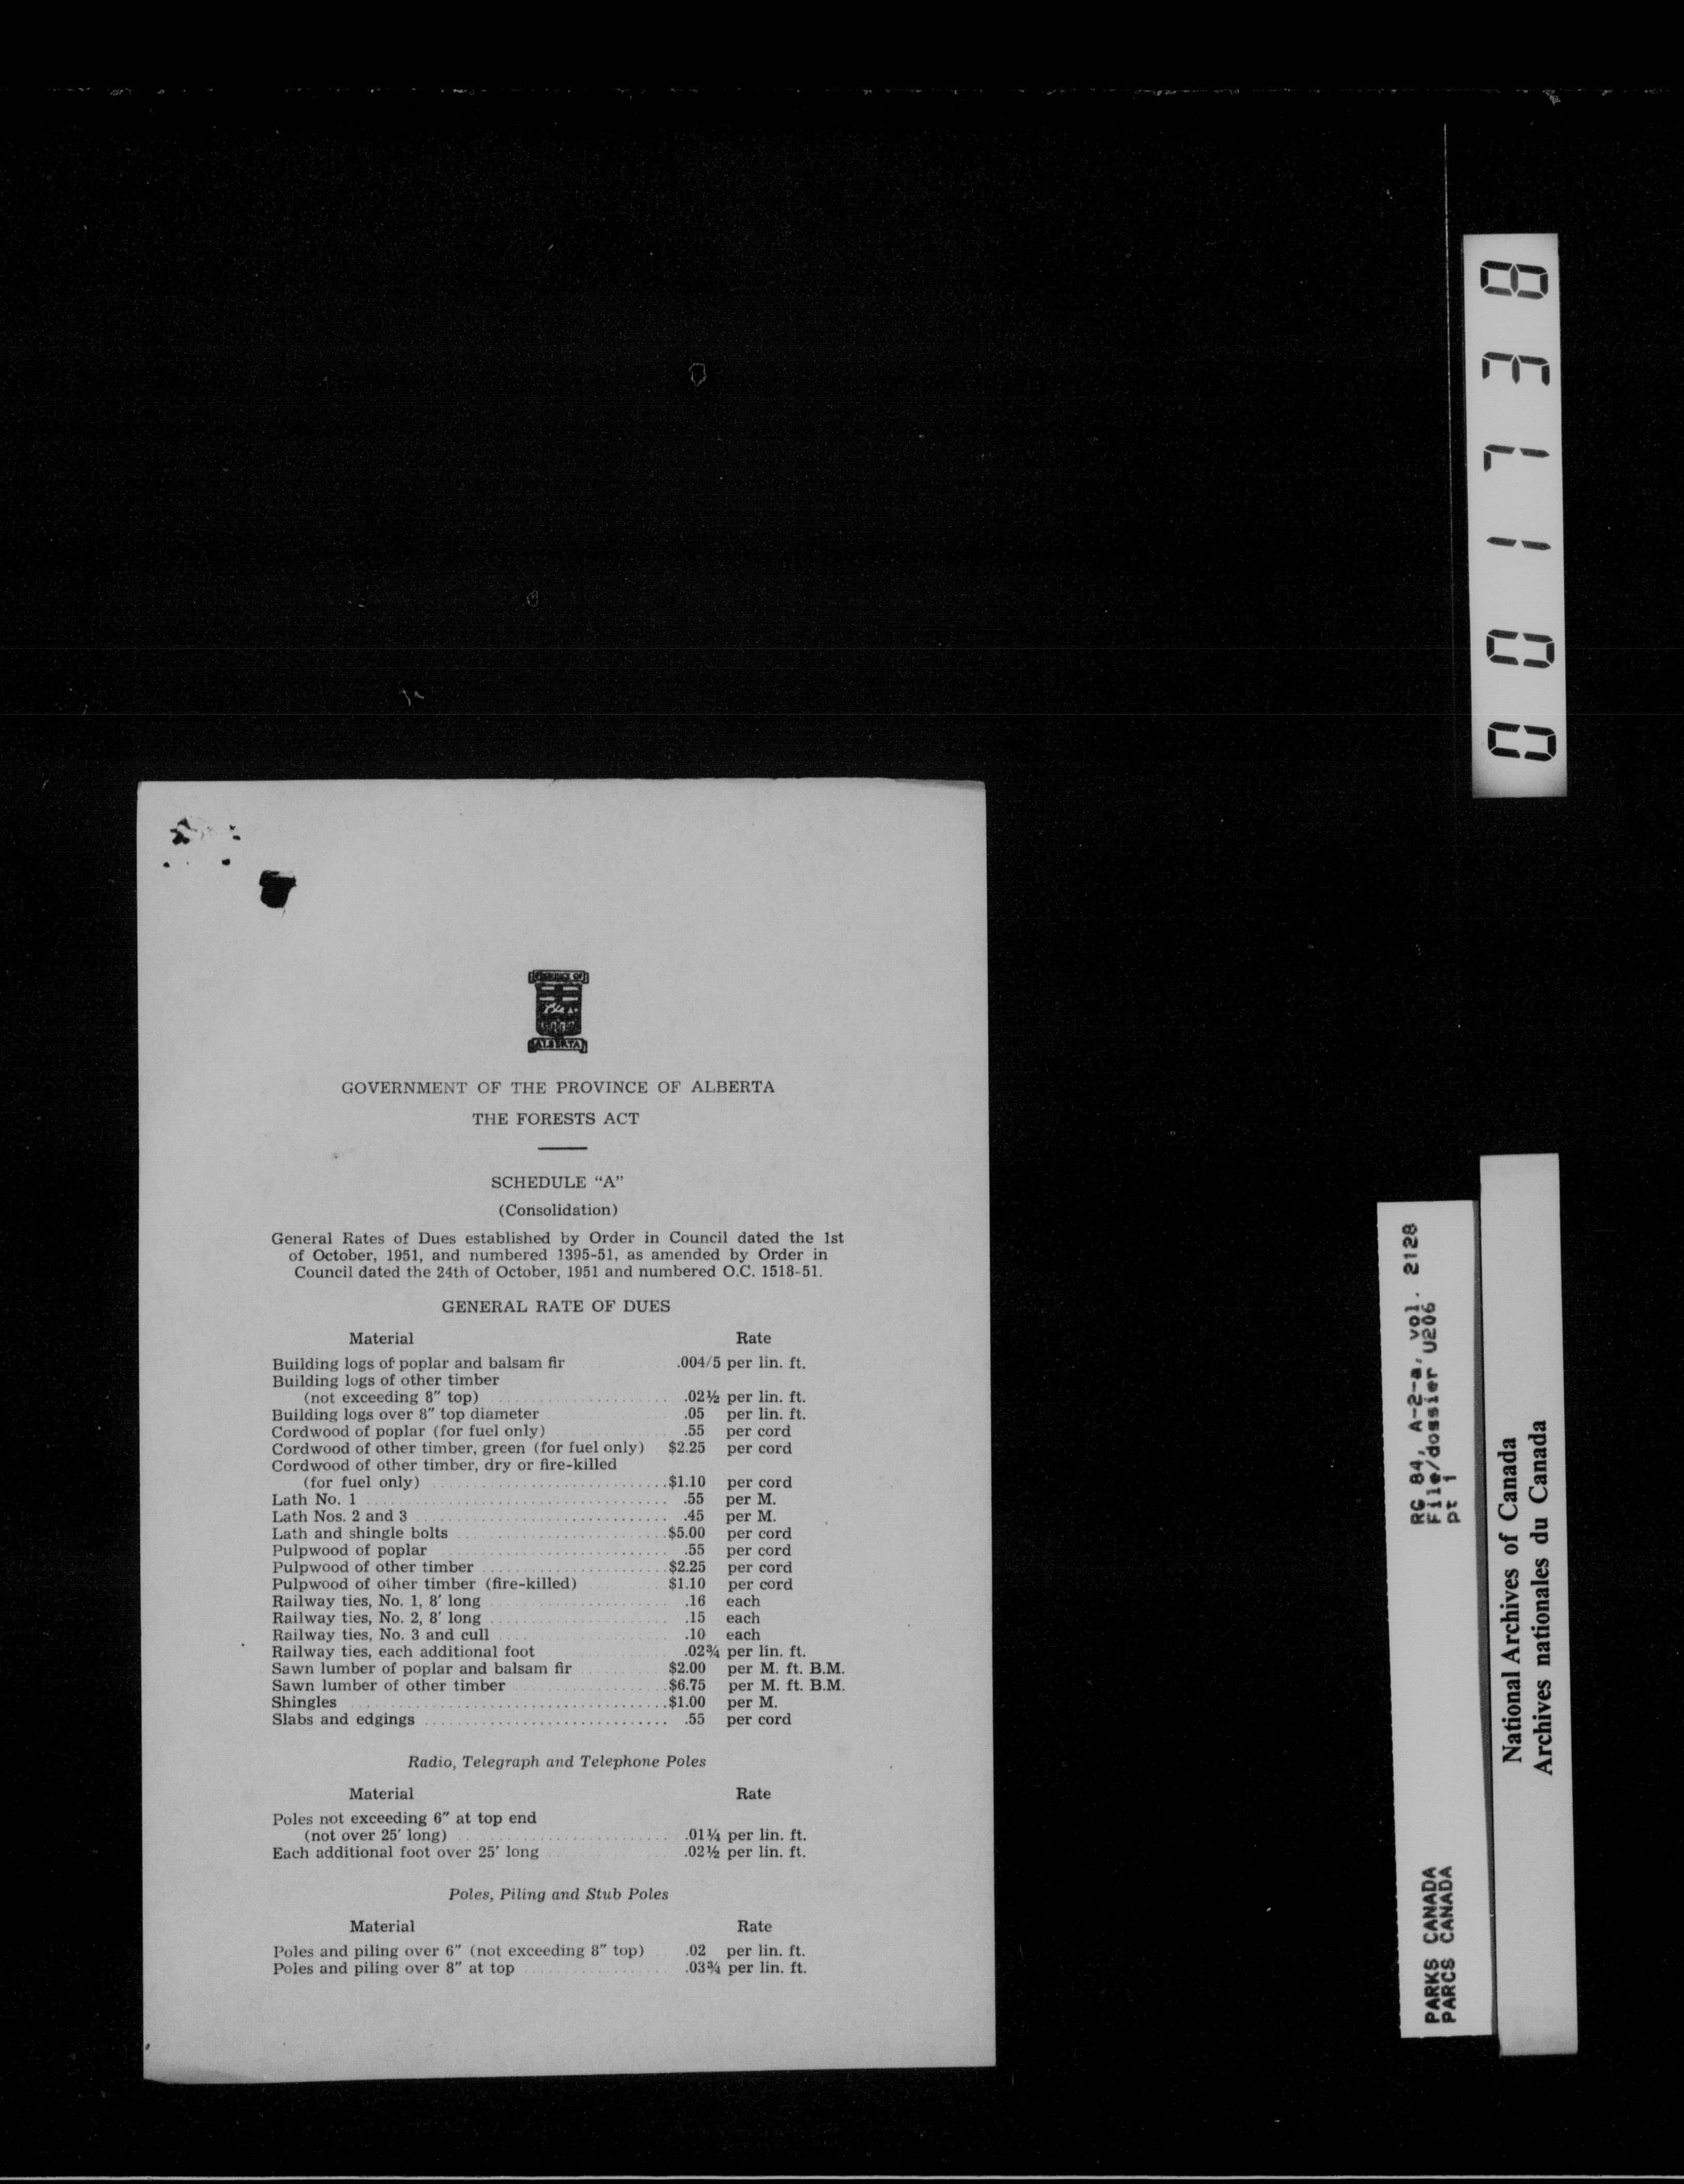 PROVINCE OF
ALBERTA
GOVERNMENT OF THE PROVINCE OF ALBERTA
THE FORESTS ACT
SCHEDULE “A”
(Consolidation)
General Rates of Dues established by Order in Council dated the 1st
of October, 1951, and numbered 1395-51, as amended by Order in
Council dated the 24th of October, 1951 and numbered O.C. 1518-51.
GENERAL RATE OF DUES
Material Rate
Building logs of poplar and balsam fir .004/5 per lin. ft.
Building logs of other timber
(not exceeding 8″ top) .02½ per lin. ft.
Building logs over 8″ top diameter .05 per lin. ft.
Cordwood of poplar (for fuel only) .55 per cord
Cordwood of other timber, green (for fuel only) $2.25 per cord
Cordwood of other timber, dry or fire-killed
(for fuel only) $1.10 per cord
Lath No. 1 .55 per M.
Lath Nos. 2 and 3 .45 per M.
Lath and shingle bolts $5.00 per cord
Pulpwood of poplar .55 per cord
Pulpwood of other timber $2.25 per cord
Pulpwood of other timber (fire-killed) $1.10 per cord
Railway ties, No. 1, 8′ long .16 each
Railway ties, No. 2, 8′ long .15 each
Railway ties, No. 3 and cull .10 each
Railway ties, each additional foot .02¾ per lin. ft.
Sawn lumber of poplar and balsam fir $2.00 per M. ft. B.M.
Sawn lumber of other timber $6.75 per M. ft. B.M.
Shingles $1.00 per M.
Slabs and edgings .55 per cord
Radio, Telegraph and Telephone Poles
Material Rate
Poles not exceeding 6″ at top end
(not over 25′ long) .01¼ per lin. ft.
Each additional foot over 25′ long .02½ per lin. ft.
Poles, Piling and Stub Poles
Material Rate
Poles and piling over 6″ (not exceeding 8″ top) .02 per lin. ft.
Poles and piling over 8″ at top .03¾ per lin. ft.
001738
PARKS CANADA RG 84, A-2-a, vol. 2128
PARCS CANADA File/dossier U206
pt 1
National Archives of Canada
Archives nationales du Canada